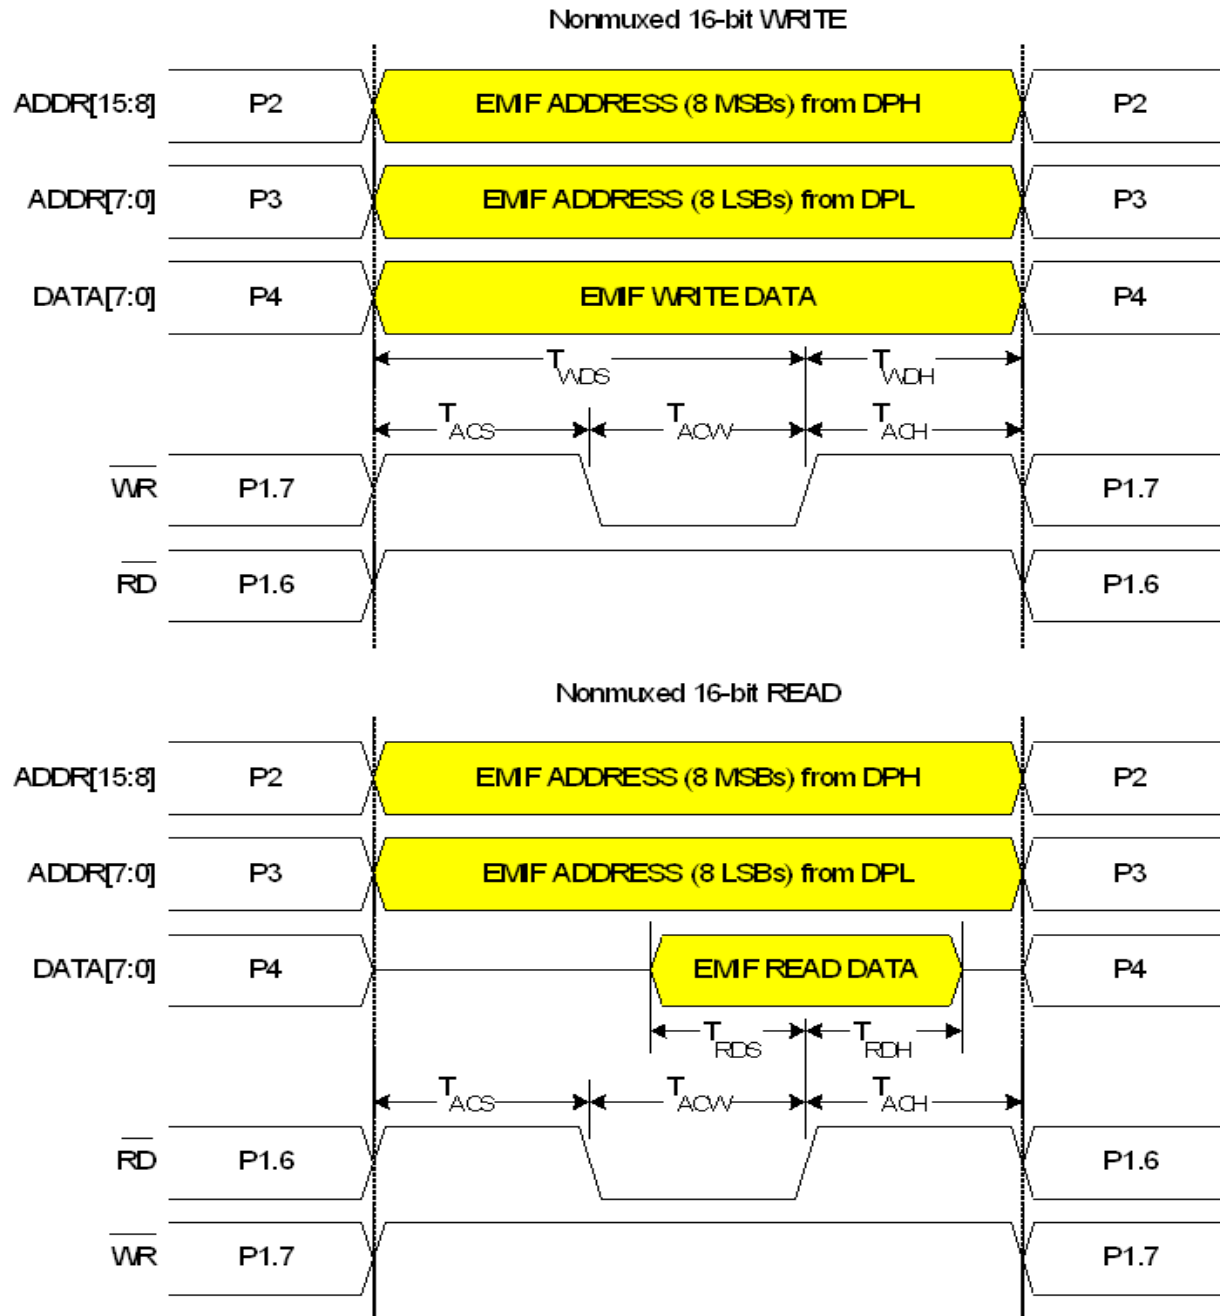 Nonmuxed 16-bit WRITE
ADDR[15:8] P2 EMIF ADDRESS (8 MSBs) from DPH P2
ADDR[7:0] P3 EMIF ADDRESS (8 LSBs) from DPL P3
DATA[7:0] P4 EMIF WRITE DATA P4
TWDS TWDH
TACS TACW TACH
WR P1.7 P1.7
RD P1.6 P1.6
Nonmuxed 16-bit READ
ADDR[15:8] P2 EMIF ADDRESS (8 MSBs) from DPH P2
ADDR[7:0] P3 EMIF ADDRESS (8 LSBs) from DPL P3
DATA[7:0] P4 EMIF READ DATA P4
TRDS TRDH
TACS TACW TACH
RD P1.6 P1.6
WR P1.7 P1.7